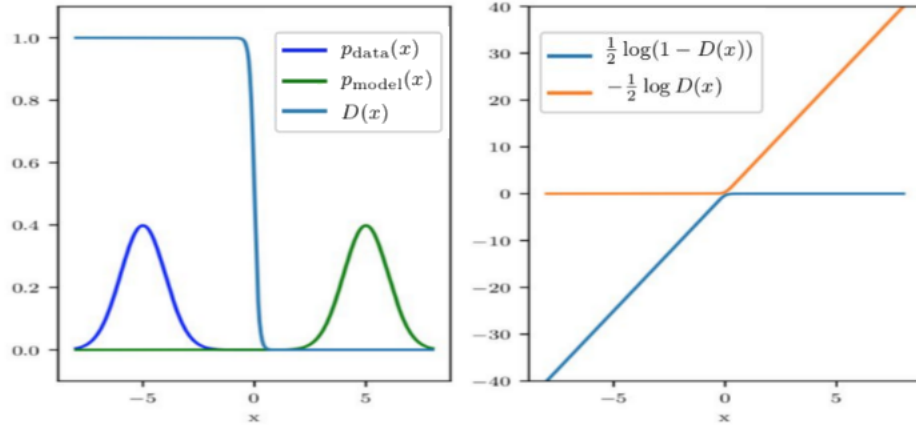 1.0
0.8
0.6
0.4
0.2
0.0
p_data(x)
p_model(x)
D(x)
−5 0 5
x
40
30
20
10
0
−10
−20
−30
−40
1/2 log(1 − D(x))
−1/2 log D(x)
−5 0 5
x